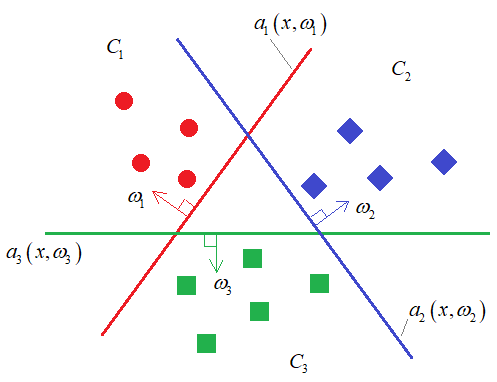 a₁(x, ω₁)
C₁
C₂
ω₁
ω₂
a₃(x, ω₃)
ω₃
a₂(x, ω₂)
C₃